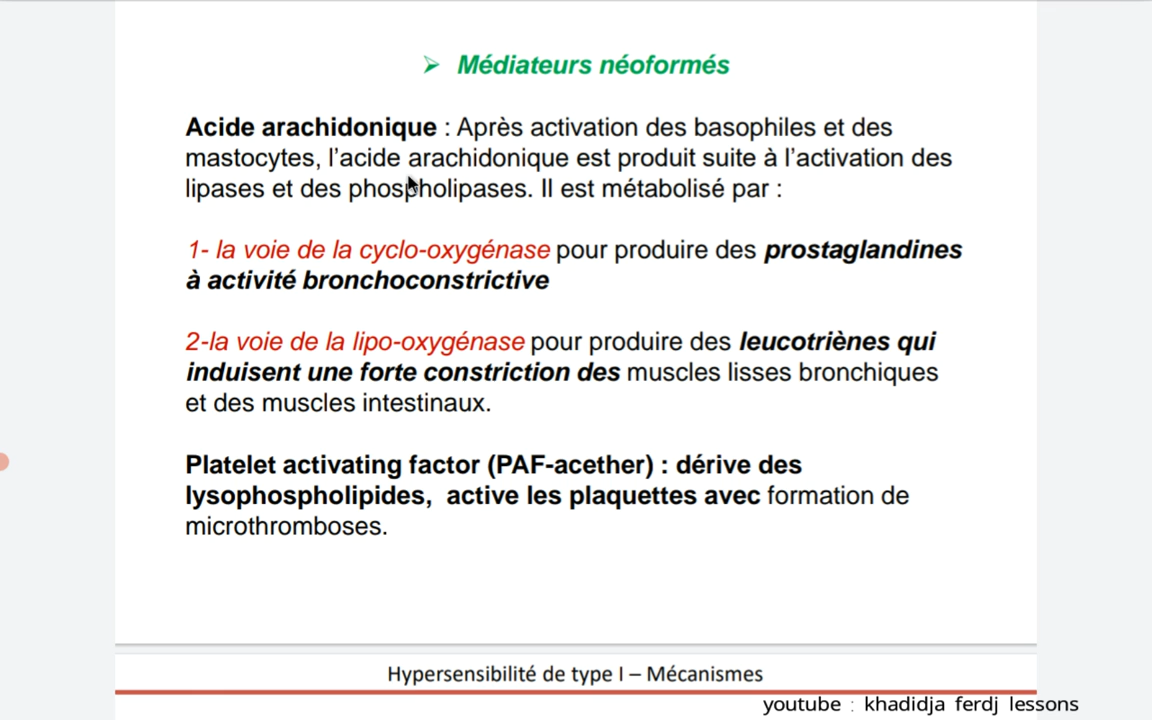 ➢ Médiateurs néoformés
Acide arachidonique : Après activation des basophiles et des
mastocytes, l’acide arachidonique est produit suite à l’activation des
lipases et des phospholipases. Il est métabolisé par :
1- la voie de la cyclo-oxygénase pour produire des prostaglandines
à activité bronchoconstrictive
2-la voie de la lipo-oxygénase pour produire des leucotriènes qui
induisent une forte constriction des muscles lisses bronchiques
et des muscles intestinaux.
Platelet activating factor (PAF-acether) : dérive des
lysophospholipides, active les plaquettes avec formation de
microthromboses.
Hypersensibilité de type I – Mécanismes
youtube : khadidja ferdj lessons